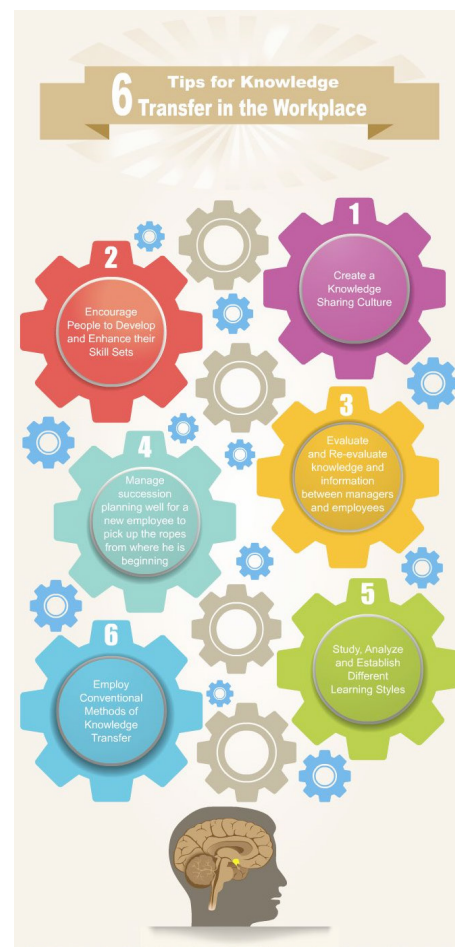 6 Tips for Knowledge
Transfer in the Workplace
1
Create a
Knowledge
Sharing Culture
2
Encourage
People to Develop
and Enhance their
Skill Sets
3
Evaluate
and Re-evaluate
knowledge and
information
between managers
and employees
4
Manage
succession
planning well for a
new employee to
pick up the ropes
from where he is
beginning
5
Study, Analyze
and Establish
Different
Learning Styles
6
Employ
Conventional
Methods of
Knowledge
Transfer